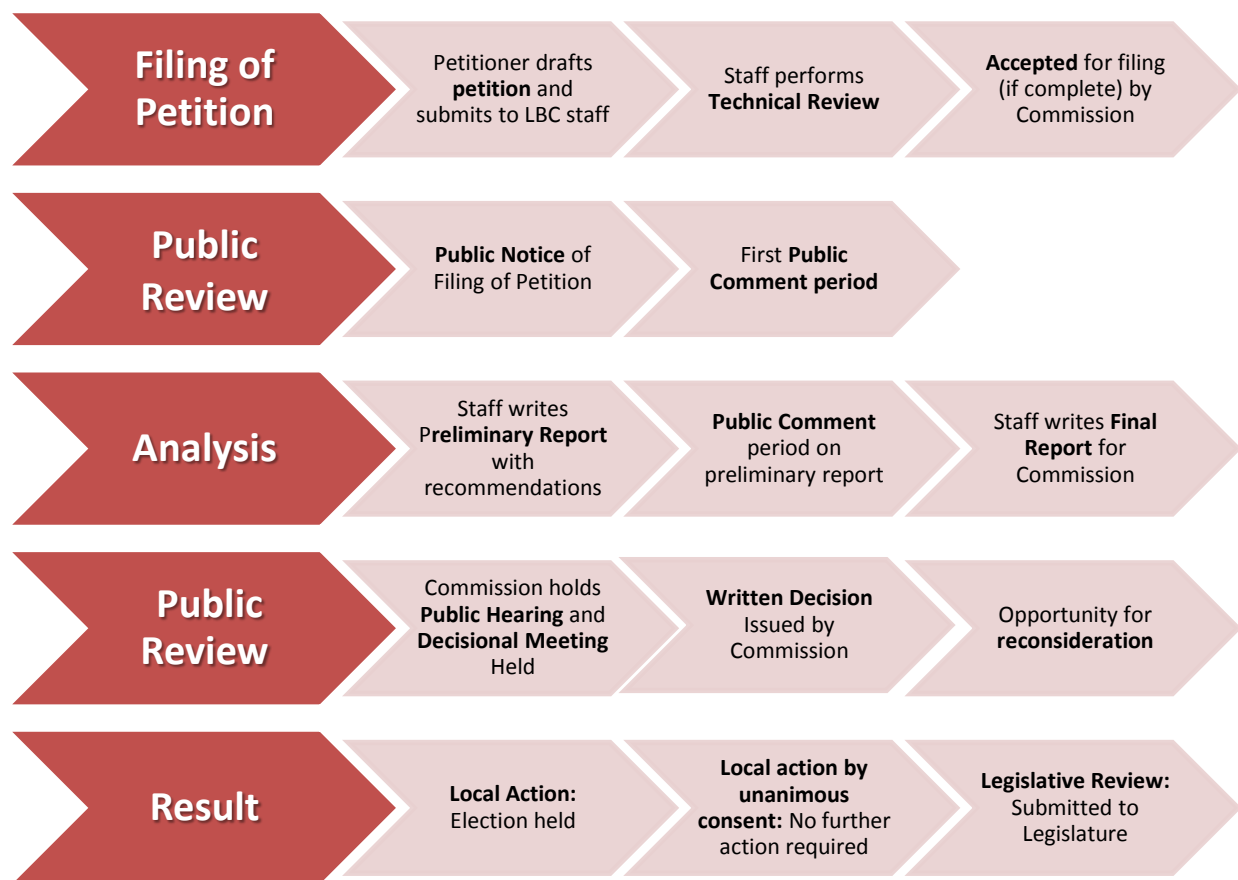 Filing of
Petition
Petitioner drafts
petition and
submits to LBC staff
Staff performs
Technical Review
Accepted for filing
(if complete) by
Commission
Public
Review
Public Notice of
Filing of Petition
First Public
Comment period
Analysis
Staff writes
Preliminary Report
with
recommendations
Public Comment
period on
preliminary report
Staff writes Final
Report for
Commission
Public
Review
Commission holds
Public Hearing and
Decisional Meeting
Held
Written Decision
Issued by
Commission
Opportunity for
reconsideration
Result
Local Action:
Election held
Local action by
unanimous
consent: No further
action required
Legislative Review:
Submitted to
Legislature